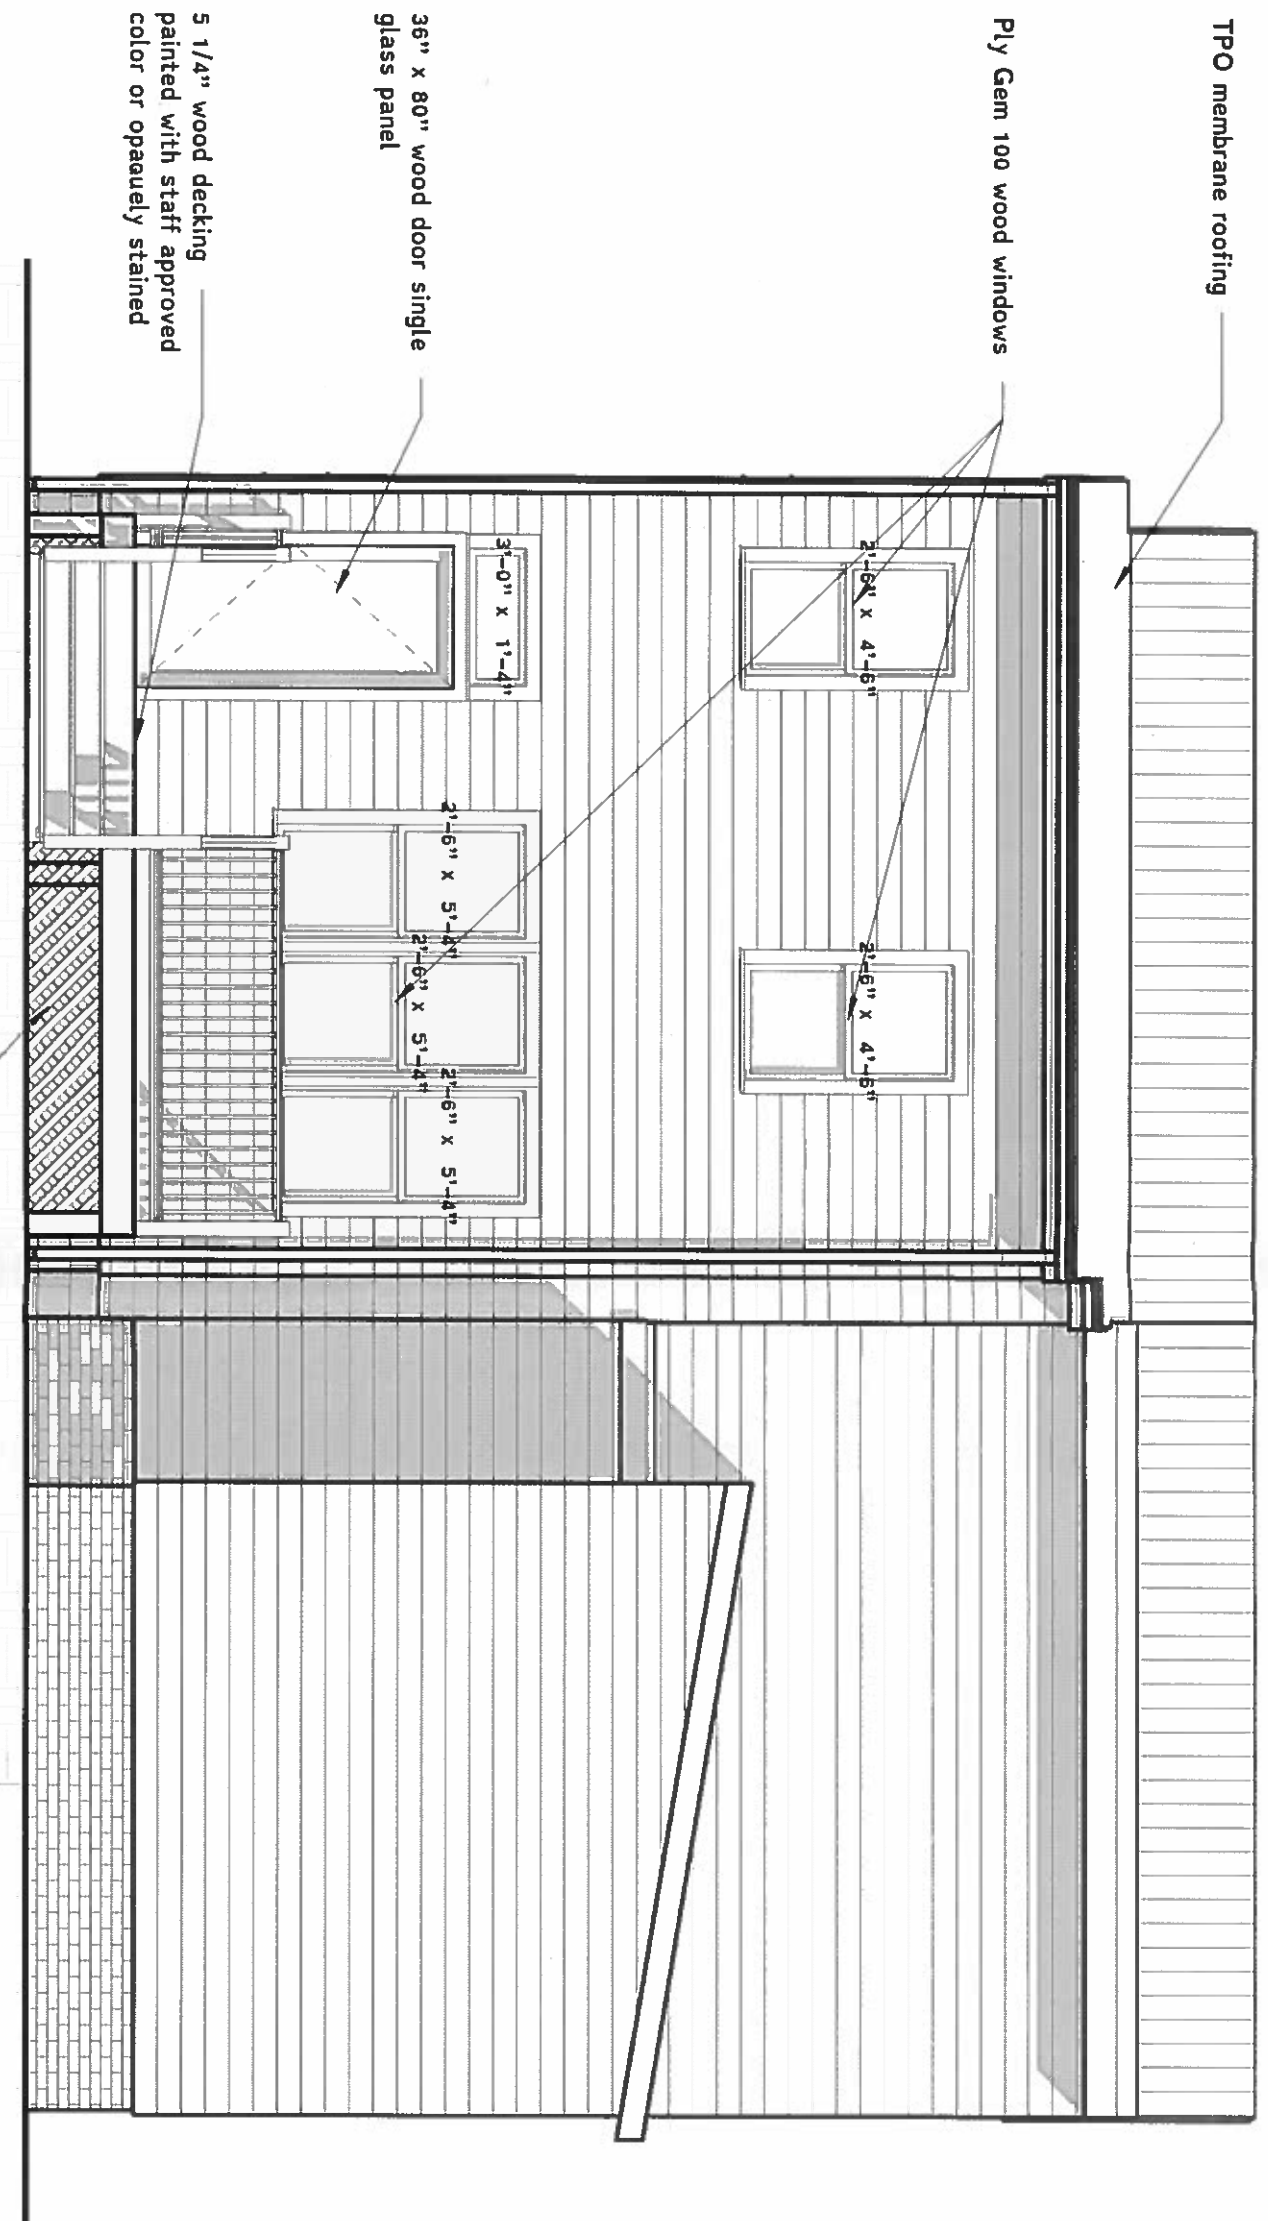 TPO membrane roofing
Ply Gem 100 wood windows
2'-6" x 4'-6"
2'-6" x 4'-6"
3'-0" x 1'-4"
2'-6" x 5'-4"
2'-6" x 5'-4"
2'-6" x 5'-4"
36" x 80" wood door single
glass panel
5 1/4" wood decking
painted with staff approved
color or opaquely stained